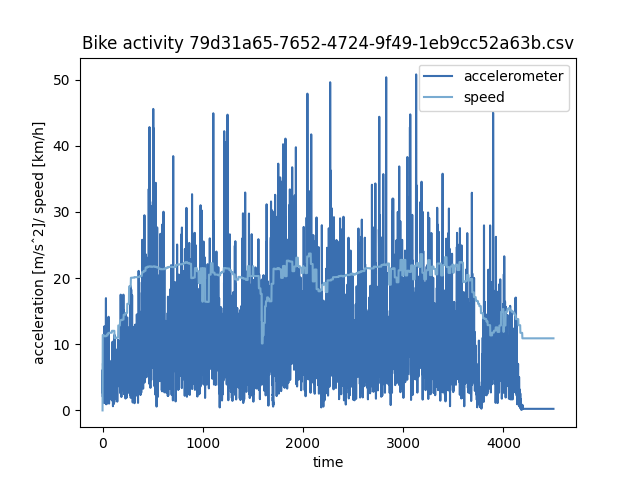 Bike activity 79d31a65-7652-4724-9f49-1eb9cc52a63b.csv
accelerometer
speed
acceleration [m/s^2]/ speed [km/h]
50
40
30
20
10
0
0 1000 2000 3000 4000
time